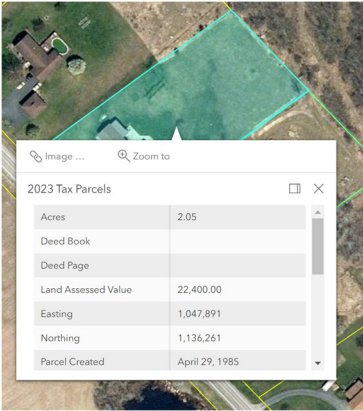 Image ... Zoom to
2023 Tax Parcels
Acres 2.05
Deed Book
Deed Page
Land Assessed Value 22,400.00
Easting 1,047,891
Northing 1,136,261
Parcel Created April 29, 1985